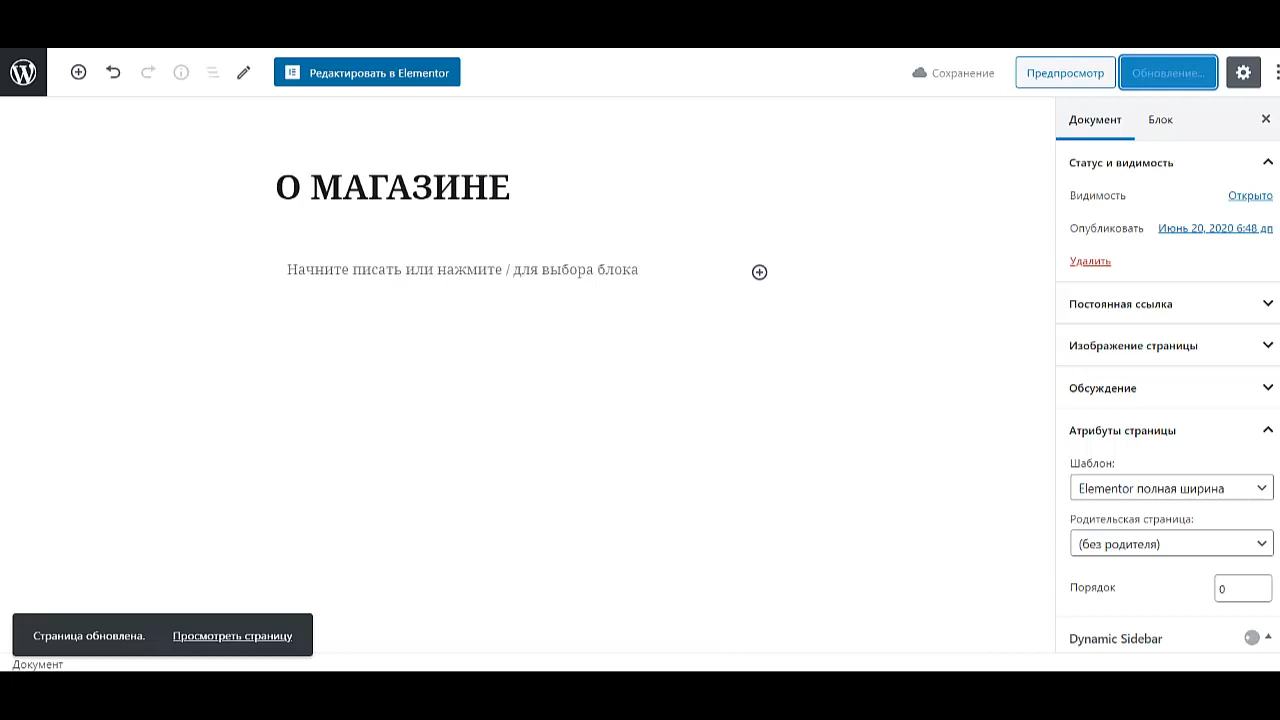 Редактировать в Elementor
Сохранение
Предпросмотр
Обновление...
Документ
Блок
О МАГАЗИНЕ
Начните писать или нажмите / для выбора блока
Статус и видимость
Видимость Открыто
Опубликовать Июнь 20, 2020 6:48 дп
Удалить
Постоянная ссылка
Изображение страницы
Обсуждение
Атрибуты страницы
Шаблон:
Elementor полная ширина
Родительская страница:
(без родителя)
Порядок 0
Dynamic Sidebar
Страница обновлена. Просмотреть страницу
Документ